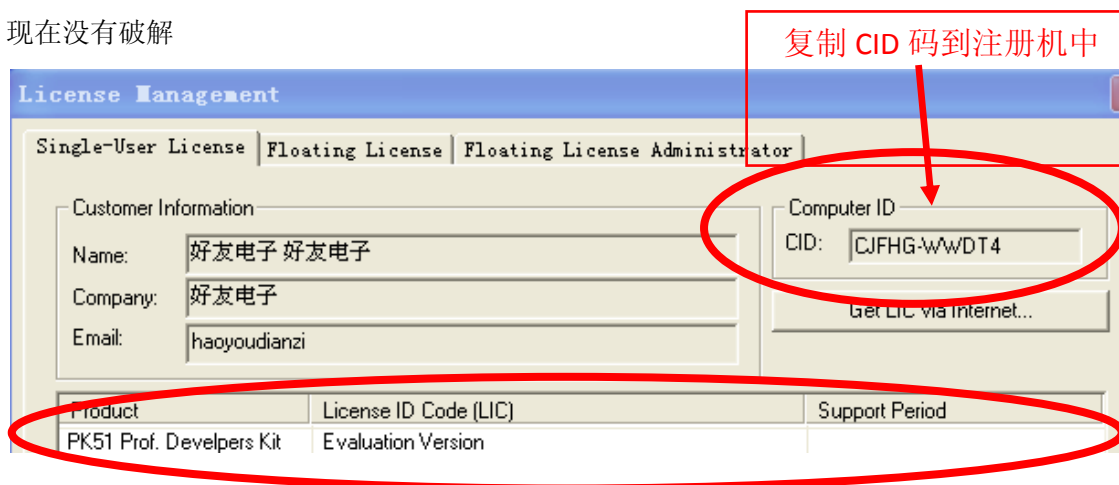 现在没有破解
复制 CID 码到注册机中
License Management
Single-User License Floating License Floating License Administrator
Customer Information
Computer ID
Name: 好友电子 好友电子
CID: CJFHG-WWDT4
Company: 好友电子
Get LIC via Internet...
Email: haoyoudianzi
Product License ID Code (LIC) Support Period
PK51 Prof. Develpers Kit Evaluation Version